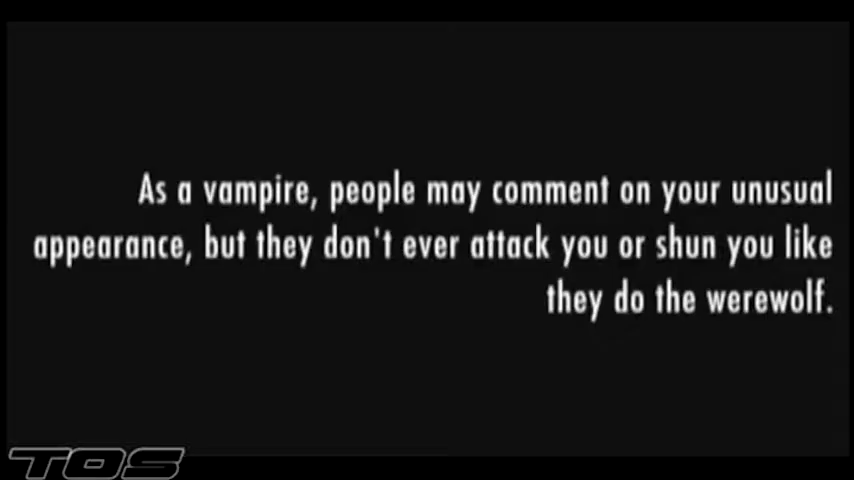 As a vampire, people may comment on your unusual
appearance, but they don't ever attack you or shun you like
they do the werewolf.
TOS